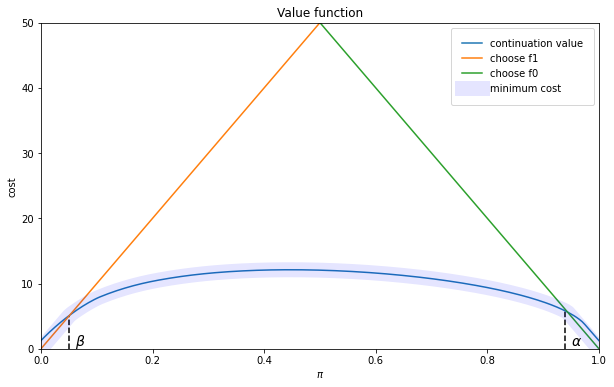 Value function
50
40
30
20
10
0
cost
continuation value
choose f1
choose f0
minimum cost
β
α
0.0 0.2 0.4 0.6 0.8 1.0
π